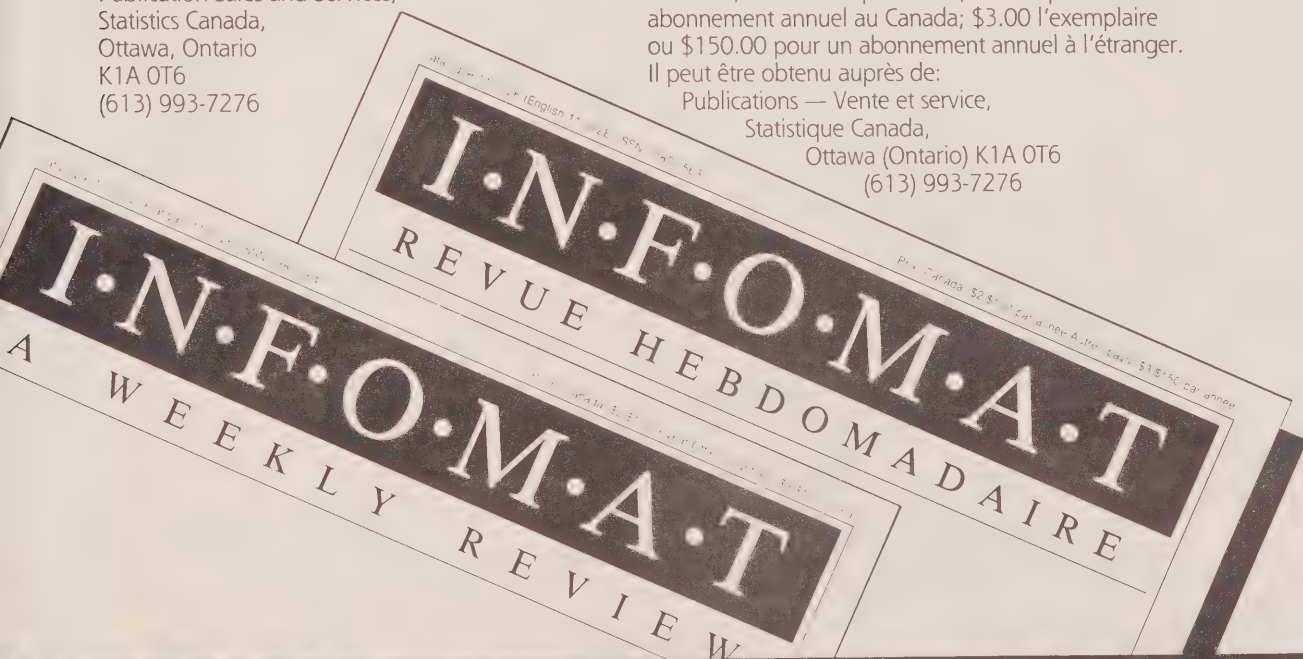 Statistics Canada,
Ottawa, Ontario
K1A 0T6
(613) 993-7276
abonnement annuel au Canada; $3.00 l'exemplaire
ou $150.00 pour un abonnement annuel à l'étranger.
Il peut être obtenu auprès de:
Publications — Vente et service,
Statistique Canada,
Ottawa (Ontario) K1A 0T6
(613) 993-7276
I•N•F•O•M•A•T
REVUE HEBDOMADAIRE
I•N•F•O•M•A•T
A WEEKLY REVIEW